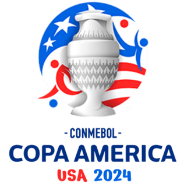 - CONMEBOL -
COPA AMERICA
USA 2024